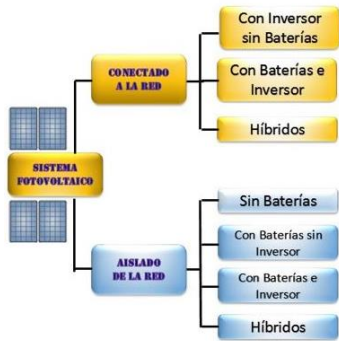 Con Inversor
sin Baterías
CONECTADO
A LA RED
Con Baterías e
Inversor
Híbridos
SISTEMA
FOTOVOLTAICO
Sin Baterías
Con Baterías sin
Inversor
AISLADO
DE LA RED
Con Baterías e
Inversor
Híbridos